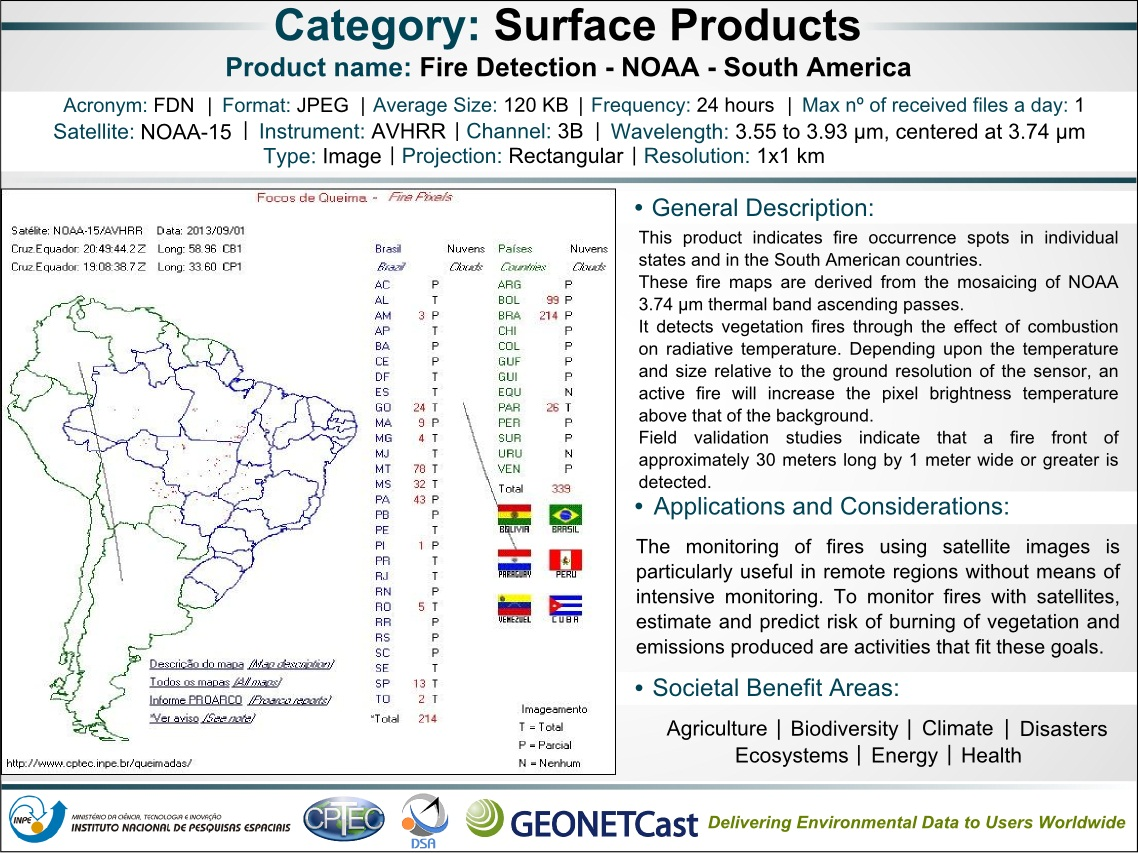 Category: Surface Products
Product name: Fire Detection - NOAA - South America
Acronym: FDN | Format: JPEG | Average Size: 120 KB | Frequency: 24 hours | Max nº of received files a day: 1
Satellite: NOAA-15 | Instrument: AVHRR | Channel: 3B | Wavelength: 3.55 to 3.93 µm, centered at 3.74 µm
Type: Image | Projection: Rectangular | Resolution: 1x1 km
Focos de Queima - Fire Pixels
Satélite: NOAA-15/AVHRR Data: 2013/09/01
Cruz.Equador: 20:49:44.2 Z Long: 58.96 CB1
Cruz.Equador: 19:08:38.7 Z Long: 33.60 CP1
Brasil Nuvens
Brazil Clouds
AC P
AL T
AM 3 P
AP T
BA P
CE P
DF T
ES T
GO 24 T
MA 9 P
MG 4 T
MJ T
MT 78 T
MS 32 T
PA 43 P
PB P
PE T
PI 1 P
PR T
RJ T
RN P
RO 5 T
RR P
RS P
SC P
SE T
SP 13 T
TO 2 T
*Total 214
Países Nuvens
Countries Clouds
ARG P
BOL 99 P
BRA 214 P
CHI P
COL P
GUF P
GUI P
EQU N
PAR 26 T
PER P
SUR P
URU N
VEN P
Total 339
BOLIVIA BRASIL
PARAGUAY PERU
VENEZUEL CUBA
Descrição do mapa (Map description)
Todos os mapas (All maps)
Informe PROARCO (Proarco reports)
*Ver aviso (See note)
Imageamento
T = Total
P = Parcial
N = Nenhum
http://www.cptec.inpe.br/queimadas/
• General Description:
This product indicates fire occurrence spots in individual
states and in the South American countries.
These fire maps are derived from the mosaicing of NOAA
3.74 µm thermal band ascending passes.
It detects vegetation fires through the effect of combustion
on radiative temperature. Depending upon the temperature
and size relative to the ground resolution of the sensor, an
active fire will increase the pixel brightness temperature
above that of the background.
Field validation studies indicate that a fire front of
approximately 30 meters long by 1 meter wide or greater is
detected.
• Applications and Considerations:
The monitoring of fires using satellite images is
particularly useful in remote regions without means of
intensive monitoring. To monitor fires with satellites,
estimate and predict risk of burning of vegetation and
emissions produced are activities that fit these goals.
• Societal Benefit Areas:
Agriculture | Biodiversity | Climate | Disasters
Ecosystems | Energy | Health
INPE
MINISTÉRIO DA CIÊNCIA, TECNOLOGIA E INOVAÇÃO
INSTITUTO NACIONAL DE PESQUISAS ESPACIAIS
CPTEC
DSA
GEONETCast
Delivering Environmental Data to Users Worldwide